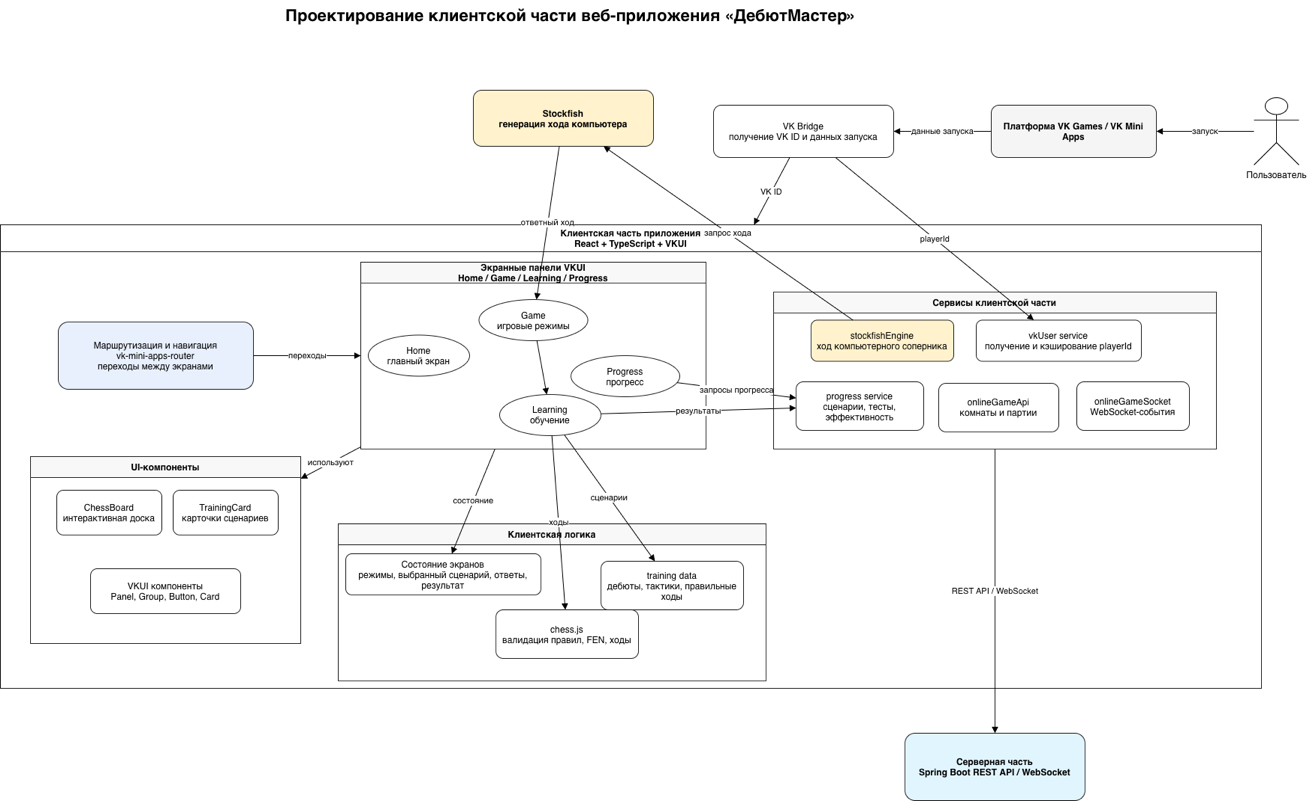 Проектирование клиентской части веб-приложения «ДебютМастер»
Stockfish
генерация хода компьютера
VK Bridge
получение VK ID и данных запуска
данные запуска
Платформа VK Games / VK Mini
Apps
запуск
Пользователь
VK ID
ответный ход
запрос хода
playerId
Клиентская часть приложения
React + TypeScript + VKUI
Экранные панели VKUI
Home / Game / Learning / Progress
Сервисы клиентской части
Game
игровые режимы
stockfishEngine
ход компьютерного соперника
vkUser service
получение и кэширование playerId
Маршрутизация и навигация
vk-mini-apps-router
переходы между экранами
переходы
Home
главный экран
Progress
прогресс
запросы прогресса
Learning
обучение
результаты
progress service
сценарии, тесты,
эффективность
onlineGameApi
комнаты и партии
onlineGameSocket
WebSocket-события
используют
UI-компоненты
ChessBoard
интерактивная доска
TrainingCard
карточки сценариев
VKUI компоненты
Panel, Group, Button, Card
состояние
ходы
сценарии
Клиентская логика
Состояние экранов
режимы, выбранный сценарий, ответы,
результат
training data
дебюты, тактики, правильные
ходы
chess.js
валидация правил, FEN, ходы
REST API / WebSocket
Серверная часть
Spring Boot REST API / WebSocket